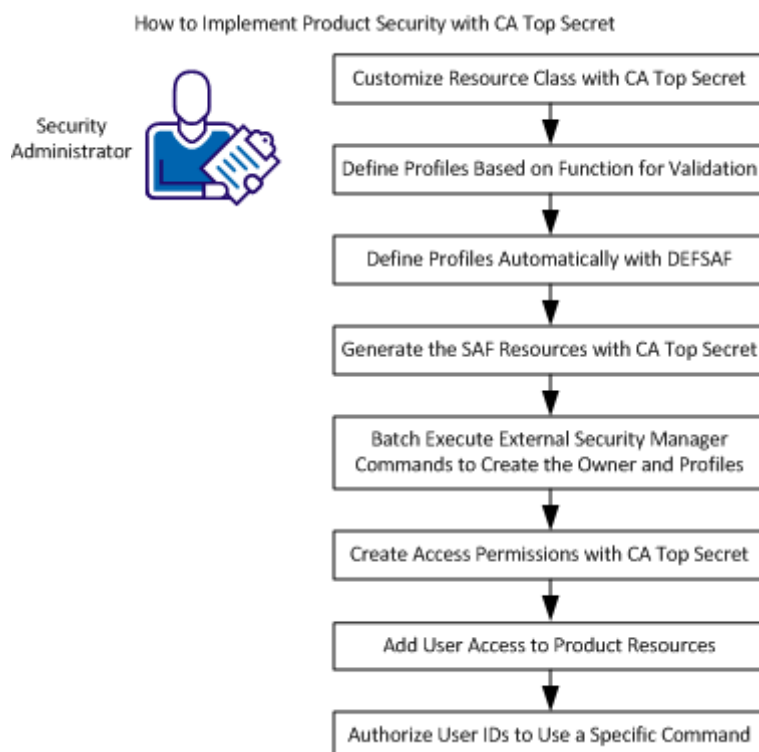 How to Implement Product Security with CA Top Secret
Security
Administrator
Customize Resource Class with CA Top Secret
Define Profiles Based on Function for Validation
Define Profiles Automatically with DEFSAF
Generate the SAF Resources with CA Top Secret
Batch Execute External Security Manager
Commands to Create the Owner and Profiles
Create Access Permissions with CA Top Secret
Add User Access to Product Resources
Authorize User IDs to Use a Specific Command